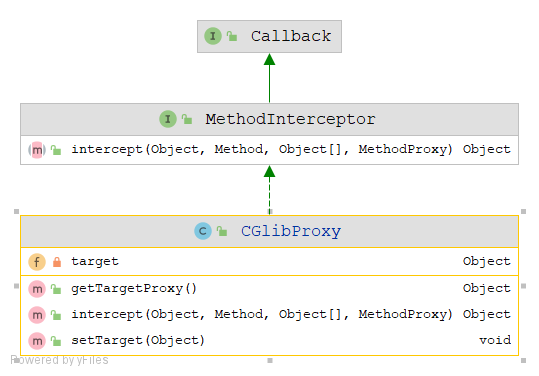 I Callback
I MethodInterceptor
m intercept(Object, Method, Object[], MethodProxy) Object
C CGlibProxy
f target Object
m getTargetProxy() Object
m intercept(Object, Method, Object[], MethodProxy) Object
m setTarget(Object) void
Powered by yFiles